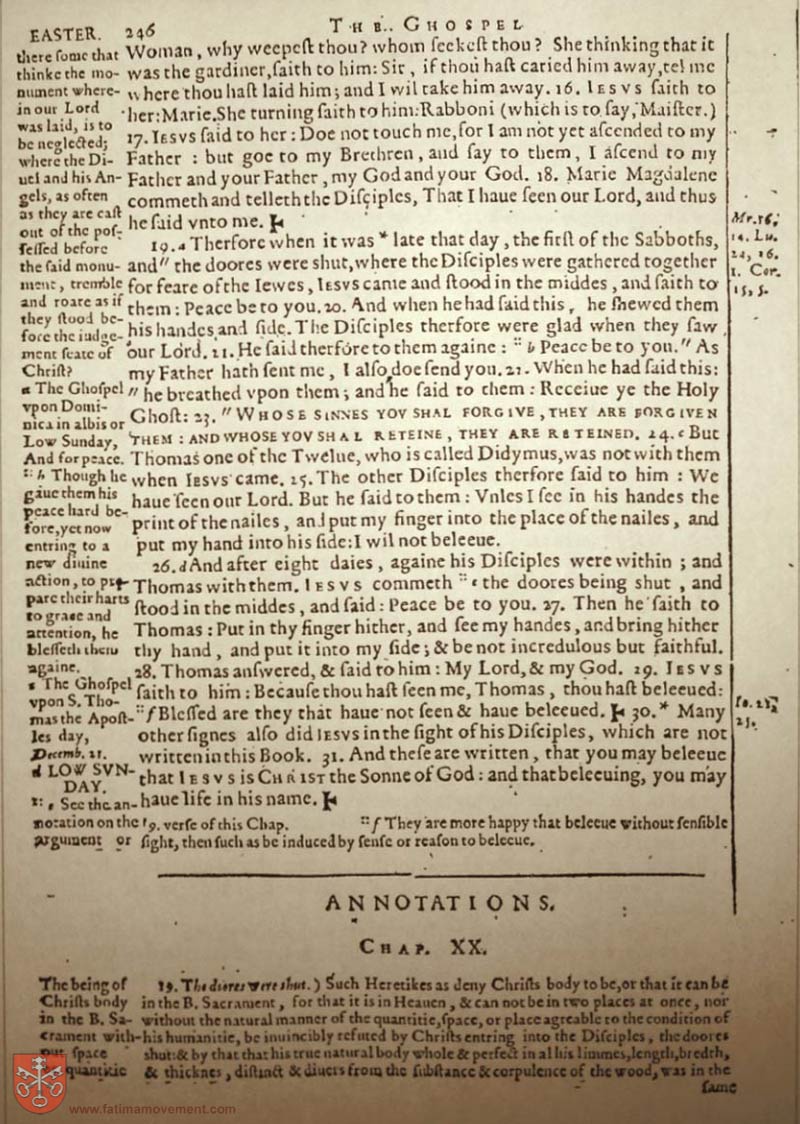 EASTER. 246 THE GHOSPEL
there ſome that
thinke the mo-
nument where-
in our Lord
was laid, is to
be neglected;
where the Di-
uel and his An-
gels, as often
as they are caſt
out of the poſ-
ſeſſed before
the ſaid monu-
ment, tremble
and roare as if
they ſtood be-
fore the iudge-
ment ſeate of
Chriſt?
a The Ghoſpel
vpon Domi-
nica in albis or
Low Sunday,
And for peace.
:: b Though he
gaue them his
peace hard be-
fore, yet now
entring to a
new diuine
action, to pre-
pare their harts
to grace and
attention, he
bleſſeth them
againe.
c The Ghoſpel
vpon S. Tho-
mas the Apoſt-
les day,
Decemb. 21.
d LOW SVN-
DAY.
:: e See the an-
notation on the 19. verſe of this Chap.
Woman, why weepeſt thou? whom ſeekeſt thou? She thinking that it
was the gardiner, ſaith to him: Sir, if thou haſt caried him away, tel me
where thou haſt laid him; and I wil take him away. 16. IESVS ſaith to
her: Marie. She turning ſaith to him: Rabboni (which is to ſay, Maiſter.)
17. IESVS ſaid to her: Doe not touch me, for I am not yet aſcended to my
Father: but goe to my Brethren, and ſay to them, I aſcend to my
Father and your Father, my God and your God. 18. Marie Magdalene
commeth and telleth the Diſciples, That I haue ſeen our Lord, and thus
he ſaid vnto me.
19. a Therfore when it was * late that day, the firſt of the Sabboths,
and " the doores were ſhut, where the Diſciples were gathered together
for feare of the Iewes, IESVS came and ſtood in the middes, and ſaith to
them: Peace be to you. 20. And when he had ſaid this, he ſhewed them
his handes and ſide. The Diſciples therfore were glad when they ſaw
our Lord. 21. He ſaid therfore to them againe: :: b Peace be to you. " As
my Father hath ſent me, I alſo doe ſend you. 22. When he had ſaid this:
" he breathed vpon them; and he ſaid to them: Receiue ye the Holy
Ghoſt: 23. " WHOSE SINNES YOV SHAL FORGIVE, THEY ARE FORGIVEN
THEM: AND WHOSE YOV SHAL RETEINE, THEY ARE RETEINED. 24. c But
Thomas one of the Twelue, who is called Didymus, was not with them
when IESVS came. 25. The other Diſciples therfore ſaid to him: We
haue ſeen our Lord. But he ſaid to them: Vnles I ſee in his handes the
print of the nailes, and put my finger into the place of the nailes, and
put my hand into his ſide: I wil not beleeue.
26. d And after eight daies, againe his Diſciples were within; and
Thomas with them. IESVS commeth :: e the doores being ſhut, and
ſtood in the middes, and ſaid: Peace be to you. 27. Then he ſaith to
Thomas: Put in thy finger hither, and ſee my handes, and bring hither
thy hand, and put it into my ſide; & be not incredulous but faithful.
28. Thomas anſwered, & ſaid to him: My Lord, & my God. 29. IESVS
ſaith to him: Becauſe thou haſt ſeen me, Thomas, thou haſt beleeued:
:: f Bleſſed are they that haue not ſeen & haue beleeued. 30. * Many
other ſignes alſo did IESVS in the ſight of his Diſciples, which are not
written in this Book. 31. And theſe are written, that you may beleeue
that IESVS is CHRIST the Sonne of God: and that beleeuing, you may
haue life in his name.
Mr. 16,
14. Lu.
24, 36.
1. Cor.
15, 5.
Io. 21,
25.
:: f They are more happy that beleeue without ſenſible
argument or ſight, then ſuch as be induced by ſenſe or reaſon to beleeue.
ANNOTATIONS.
CHAP. XX.
The being of
Chriſts body
in the B. Sa-
crament with-
out ſpace
quantitie
19. The doores were ſhut.) Such Heretikes as deny Chriſts body to be, or that it can be
in the B. Sacrament, for that it is in Heauen, & can not be in two places at once, nor
without the natural manner of the quantitie, ſpace, or place agreable to the condition of
his humanitie, be inuincibly refuted by Chriſts entring into the Diſciples, the doores
ſhut: & by that that his true natural body whole & perfect in al his limmes, length, bredth,
& thicknes, diſtinct & diuers from the ſubſtance & corpulence of the wood, was in the
ſame
www.fatimamovement.com